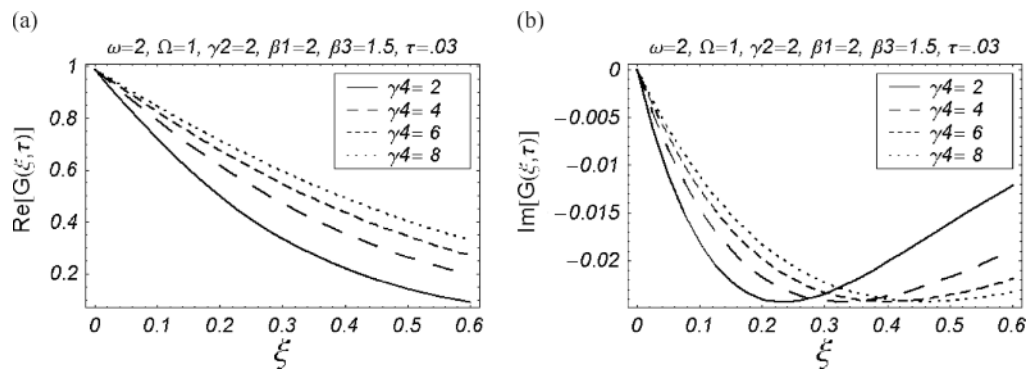 (a)
ω=2, Ω=1, γ2=2, β1=2, β3=1.5, τ=.03
Re[G(ξ,τ)]
1
0.8
0.6
0.4
0.2
γ4= 2
γ4= 4
γ4= 6
γ4= 8
0 0.1 0.2 0.3 0.4 0.5 0.6
ξ
(b)
ω=2, Ω=1, γ2=2, β1=2, β3=1.5, τ=.03
Im[G(ξ,τ)]
0
−0.005
−0.01
−0.015
−0.02
γ4= 2
γ4= 4
γ4= 6
γ4= 8
0 0.1 0.2 0.3 0.4 0.5 0.6
ξ